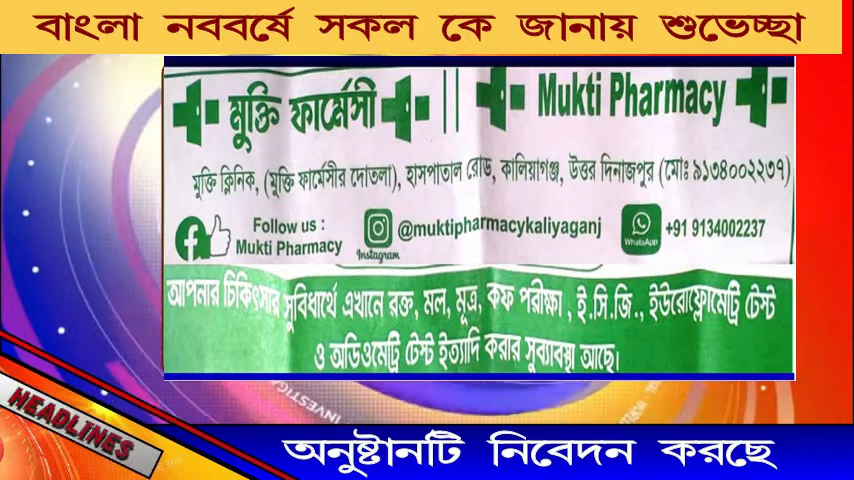 বাংলা নববর্ষে সকল কে জানায় শুভেচ্ছা
মুক্তি ফার্মেসী || Mukti Pharmacy
মুক্তি ক্লিনিক, (মুক্তি ফার্মেসীর দোতলা), হাসপাতাল রোড, কালিয়াগঞ্জ, উত্তর দিনাজপুর (মোঃ ৯১৩৪০০২২৩৭)
Follow us :
Mukti Pharmacy
Instagram
@muktipharmacykaliyaganj
WhatsApp
+91 9134002237
আপনার চিকিৎসার সুবিধার্থে এখানে রক্ত, মল, মূত্র, কফ পরীক্ষা, ই.সি.জি., ইউরোফ্লোমেট্রি টেস্ট
ও অডিওমেট্রি টেস্ট ইত্যাদি করার সুব্যাবস্থা আছে।
HEADLINES
অনুষ্টানটি নিবেদন করছে